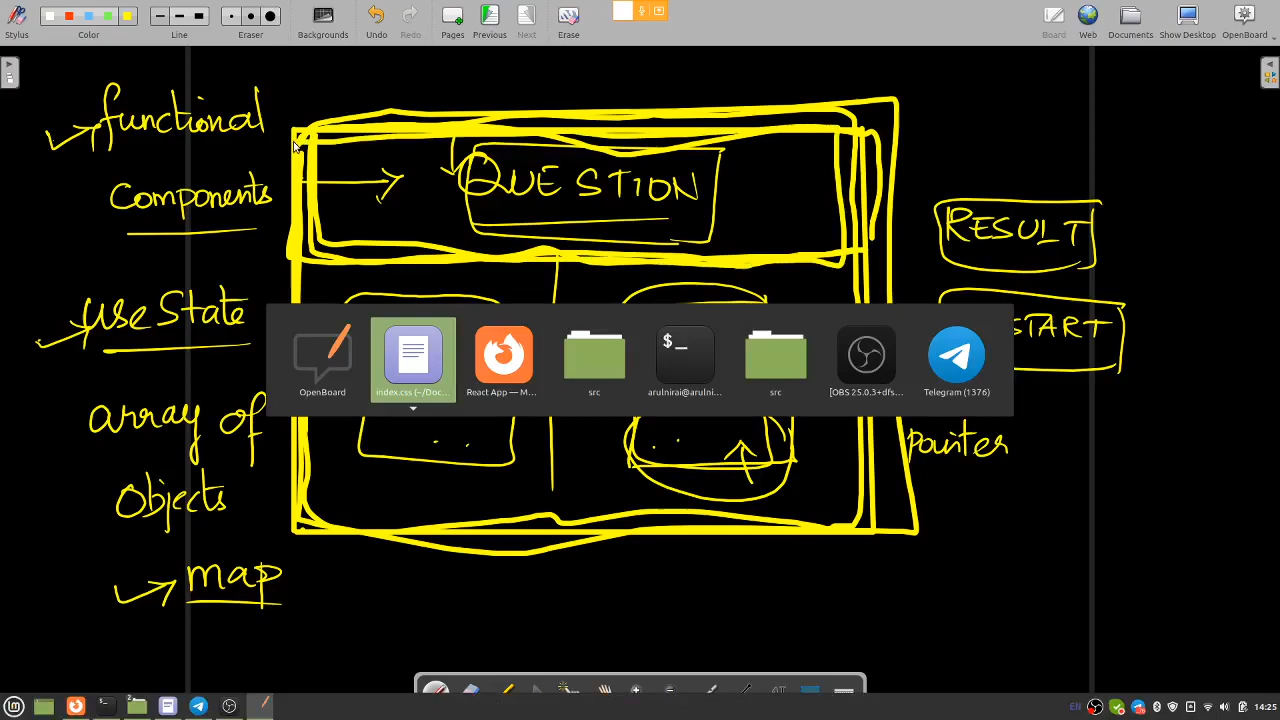 Stylus
Color
Line
Eraser
Backgrounds
Undo
Redo
Pages
Previous
Next
Erase
Board
Web
Documents
Show Desktop
OpenBoard
functional
Components
useState
array of
Objects
map
QUESTION
RESULT
START
pointer
OpenBoard
index.css (~/Doc...
React App — M...
src
arulnirai@arulni...
src
[OBS 25.0.3+dfs...
Telegram (1376)
EN
14:25